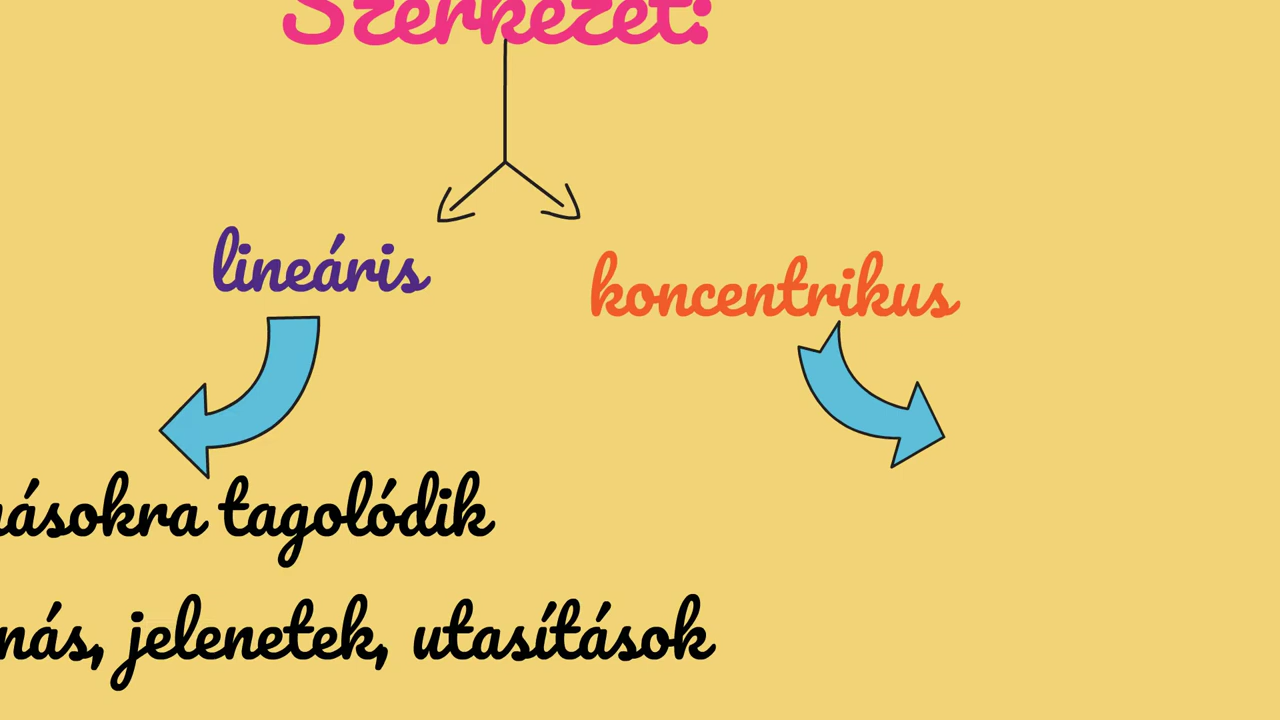 Szerkezet:
lineáris
koncentrikus
tagolódik
jelenetek, utasítások